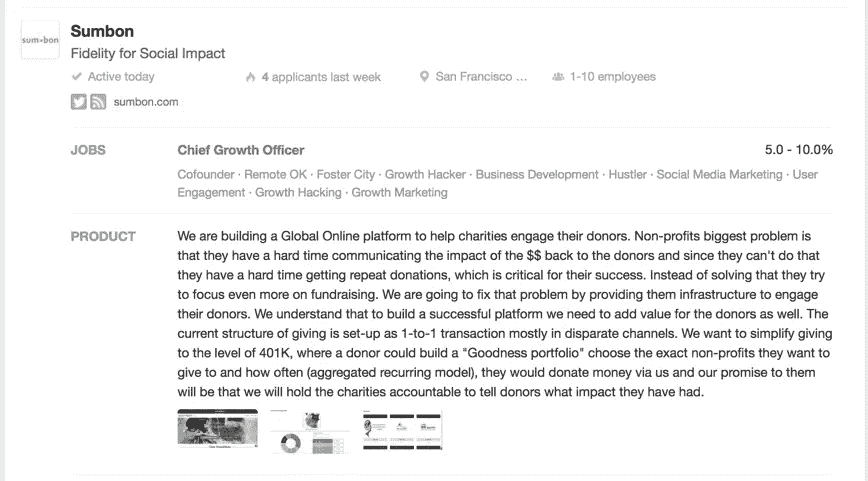 sum•bon
Sumbon
Fidelity for Social Impact
Active today
4 applicants last week
San Francisco ...
1-10 employees
sumbon.com
JOBS
Chief Growth Officer
5.0 - 10.0%
Cofounder · Remote OK · Foster City · Growth Hacker · Business Development · Hustler · Social Media Marketing · User
Engagement · Growth Hacking · Growth Marketing
PRODUCT
We are building a Global Online platform to help charities engage their donors. Non-profits biggest problem is
that they have a hard time communicating the impact of the $$ back to the donors and since they can't do that
they have a hard time getting repeat donations, which is critical for their success. Instead of solving that they try
to focus even more on fundraising. We are going to fix that problem by providing them infrastructure to engage
their donors. We understand that to build a successful platform we need to add value for the donors as well. The
current structure of giving is set-up as 1-to-1 transaction mostly in disparate channels. We want to simplify giving
to the level of 401K, where a donor could build a "Goodness portfolio" choose the exact non-profits they want to
give to and how often (aggregated recurring model), they would donate money via us and our promise to them
will be that we will hold the charities accountable to tell donors what impact they have had.